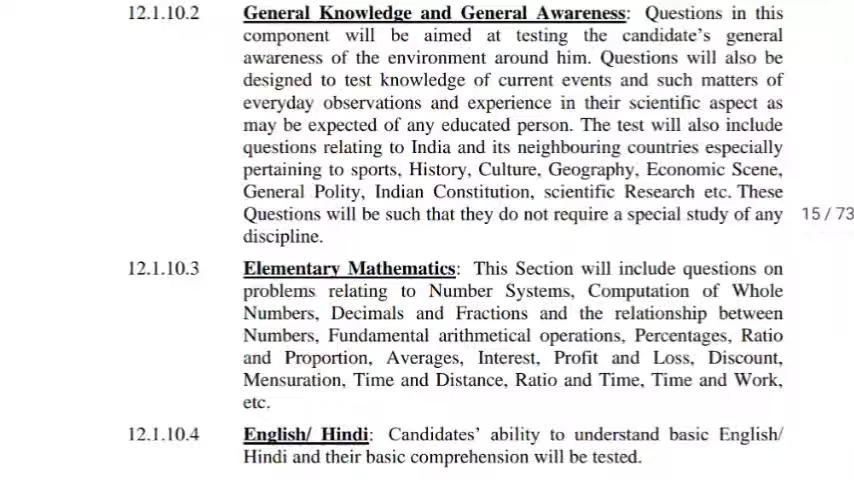 12.1.10.2 General Knowledge and General Awareness: Questions in this
component will be aimed at testing the candidate's general
awareness of the environment around him. Questions will also be
designed to test knowledge of current events and such matters of
everyday observations and experience in their scientific aspect as
may be expected of any educated person. The test will also include
questions relating to India and its neighbouring countries especially
pertaining to sports, History, Culture, Geography, Economic Scene,
General Polity, Indian Constitution, scientific Research etc. These
Questions will be such that they do not require a special study of any
discipline.
15 / 73
12.1.10.3 Elementary Mathematics: This Section will include questions on
problems relating to Number Systems, Computation of Whole
Numbers, Decimals and Fractions and the relationship between
Numbers, Fundamental arithmetical operations, Percentages, Ratio
and Proportion, Averages, Interest, Profit and Loss, Discount,
Mensuration, Time and Distance, Ratio and Time, Time and Work,
etc.
12.1.10.4 English/ Hindi: Candidates' ability to understand basic English/
Hindi and their basic comprehension will be tested.